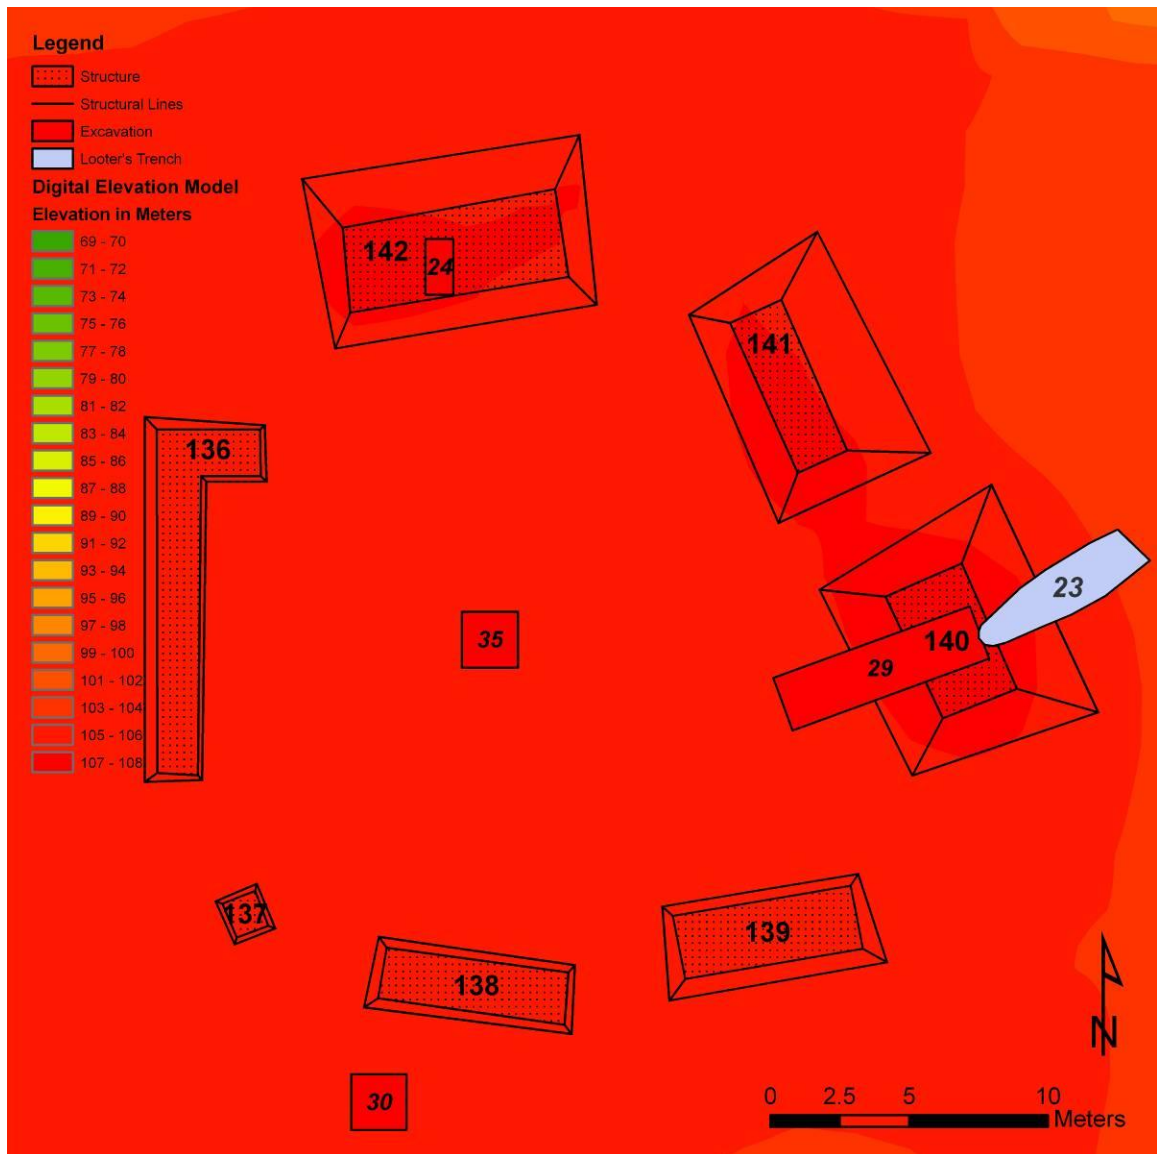 Legend
Structure
Structural Lines
Excavation
Looter's Trench
Digital Elevation Model
Elevation in Meters
69 - 70
71 - 72
73 - 74
75 - 76
77 - 78
79 - 80
81 - 82
83 - 84
85 - 86
87 - 88
89 - 90
91 - 92
93 - 94
95 - 96
97 - 98
99 - 100
101 - 102
103 - 104
105 - 106
107 - 108
142
24
141
136
23
35
140
29
137
139
138
30
N
0 2.5 5 10
Meters